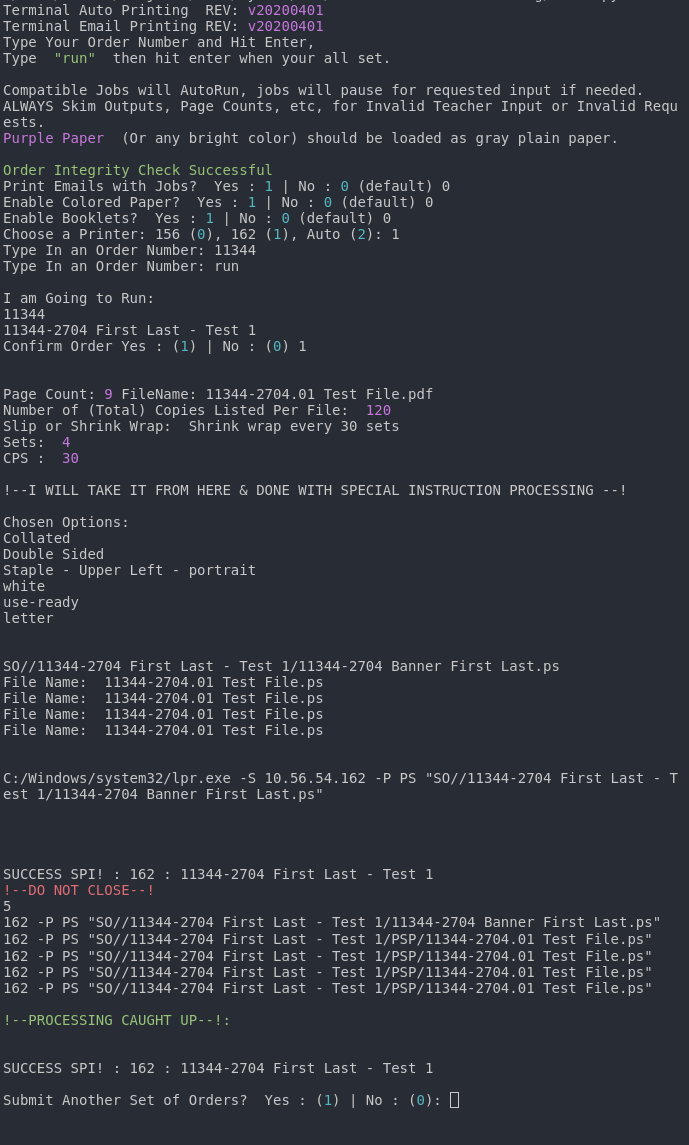 Terminal Auto Printing  REV: v20200401
Terminal Email Printing REV: v20200401
Type Your Order Number and Hit Enter,
Type  "run"  then hit enter when your all set.
Compatible Jobs will AutoRun, jobs will pause for requested input if needed.
ALWAYS Skim Outputs, Page Counts, etc, for Invalid Teacher Input or Invalid Requ
ests.
Purple Paper  (Or any bright color) should be loaded as gray plain paper.
Order Integrity Check Successful
Print Emails with Jobs?  Yes : 1 | No : 0 (default) 0
Enable Colored Paper?  Yes : 1 | No : 0 (default) 0
Enable Booklets?  Yes : 1 | No : 0 (default) 0
Choose a Printer: 156 (0), 162 (1), Auto (2): 1
Type In an Order Number: 11344
Type In an Order Number: run
I am Going to Run:
11344
11344-2704 First Last - Test 1
Confirm Order Yes : (1) | No : (0) 1
Page Count: 9 FileName: 11344-2704.01 Test File.pdf
Number of (Total) Copies Listed Per File:  120
Slip or Shrink Wrap:  Shrink wrap every 30 sets
Sets:  4
CPS :  30
!--I WILL TAKE IT FROM HERE & DONE WITH SPECIAL INSTRUCTION PROCESSING --!
Chosen Options:
Collated
Double Sided
Staple - Upper Left - portrait
white
use-ready
letter
SO//11344-2704 First Last - Test 1/11344-2704 Banner First Last.ps
File Name:  11344-2704.01 Test File.ps
File Name:  11344-2704.01 Test File.ps
File Name:  11344-2704.01 Test File.ps
File Name:  11344-2704.01 Test File.ps
C:/Windows/system32/lpr.exe -S 10.56.54.162 -P PS "SO//11344-2704 First Last - T
est 1/11344-2704 Banner First Last.ps"
SUCCESS SPI! : 162 : 11344-2704 First Last - Test 1
!--DO NOT CLOSE--!
5
162 -P PS "SO//11344-2704 First Last - Test 1/11344-2704 Banner First Last.ps"
162 -P PS "SO//11344-2704 First Last - Test 1/PSP/11344-2704.01 Test File.ps"
162 -P PS "SO//11344-2704 First Last - Test 1/PSP/11344-2704.01 Test File.ps"
162 -P PS "SO//11344-2704 First Last - Test 1/PSP/11344-2704.01 Test File.ps"
162 -P PS "SO//11344-2704 First Last - Test 1/PSP/11344-2704.01 Test File.ps"
!--PROCESSING CAUGHT UP--!:
SUCCESS SPI! : 162 : 11344-2704 First Last - Test 1
Submit Another Set of Orders?  Yes : (1) | No : (0):